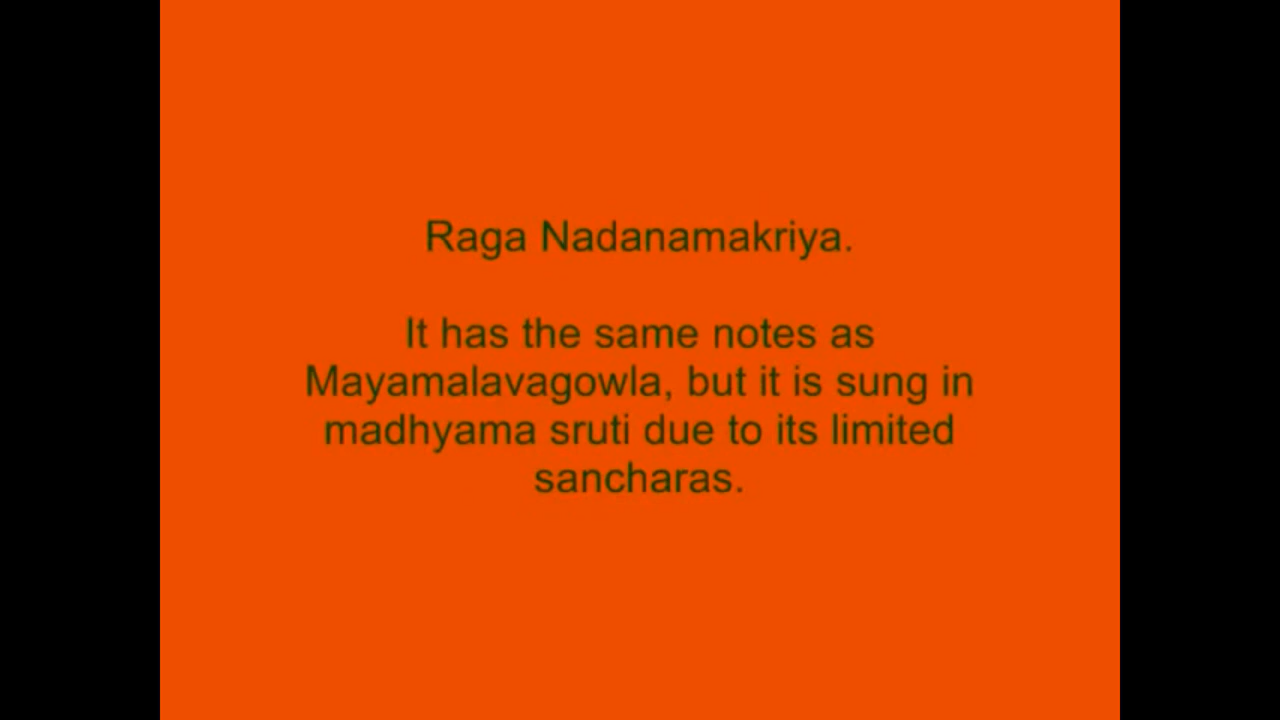 Raga Nadanamakriya.
It has the same notes as
Mayamalavagowla, but it is sung in
madhyama sruti due to its limited
sancharas.